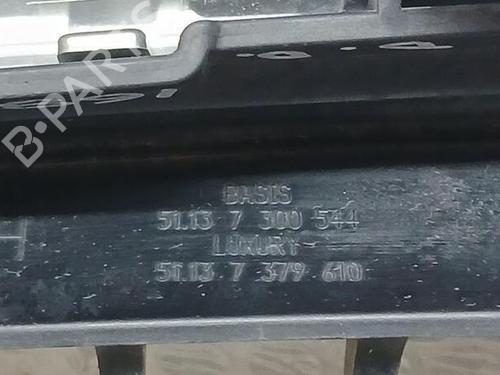 B-PARTS
BASIS
51.13 7 300 544
LUXURY
51.13 7 379 610